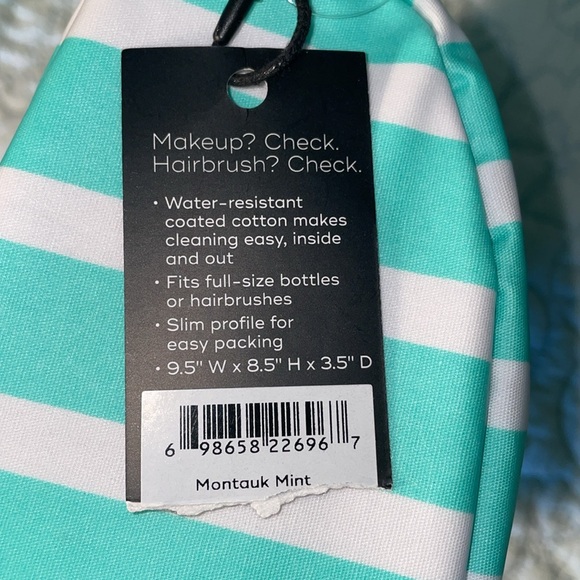 Makeup? Check.
Hairbrush? Check.
• Water-resistant
coated cotton makes
cleaning easy, inside
and out
• Fits full-size bottles
or hairbrushes
• Slim profile for
easy packing
• 9.5" W x 8.5" H x 3.5" D
6 98658 22696 7
Montauk Mint